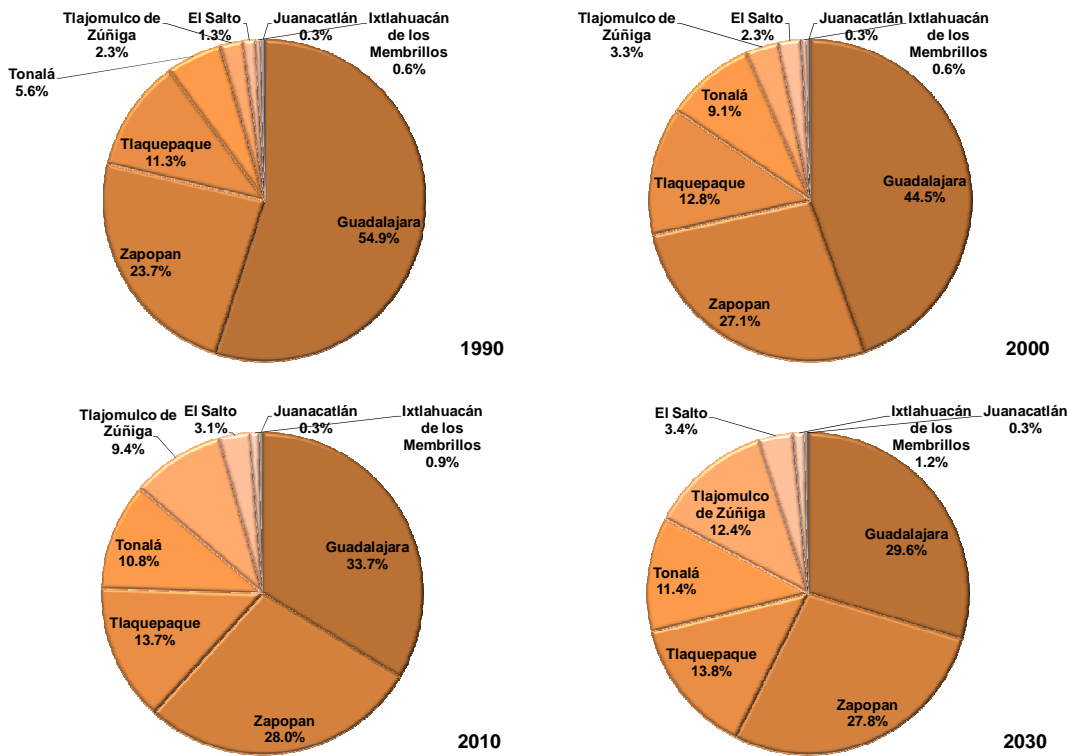 Tlajomulco de
Zúñiga
2.3%
El Salto
1.3%
Juanacatlán
0.3%
Ixtlahuacán
de los
Membrillos
0.6%
Tonalá
5.6%
Tlaquepaque
11.3%
Guadalajara
54.9%
Zapopan
23.7%
1990
Tlajomulco de
Zúñiga
3.3%
El Salto
2.3%
Juanacatlán
0.3%
Ixtlahuacán
de los
Membrillos
0.6%
Tonalá
9.1%
Tlaquepaque
12.8%
Guadalajara
44.5%
Zapopan
27.1%
2000
Tlajomulco de
Zúñiga
9.4%
El Salto
3.1%
Juanacatlán
0.3%
Ixtlahuacán
de los
Membrillos
0.9%
Tonalá
10.8%
Guadalajara
33.7%
Tlaquepaque
13.7%
Zapopan
28.0%
2010
El Salto
3.4%
Ixtlahuacán
de los
Membrillos
1.2%
Juanacatlán
0.3%
Tlajomulco
de Zúñiga
12.4%
Guadalajara
29.6%
Tonalá
11.4%
Tlaquepaque
13.8%
Zapopan
27.8%
2030